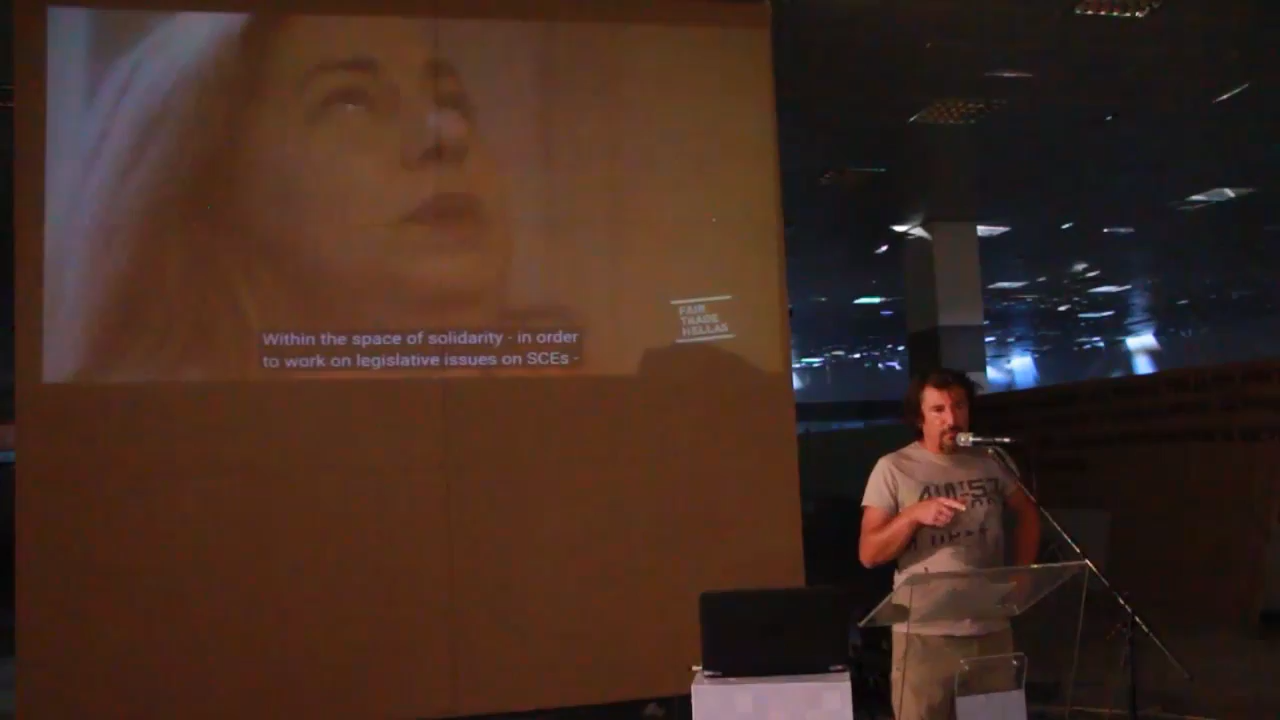 Within the space of solidarity - in order
to work on legislative issues on SCEs -
FAIR
TRADE
HELLAS